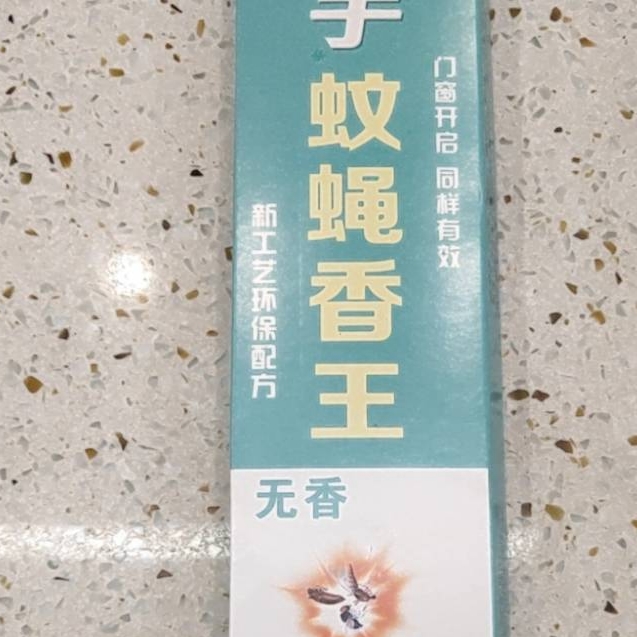 门窗开启 同样有效
手
蚊蝇香王
新工艺环保配方
无香